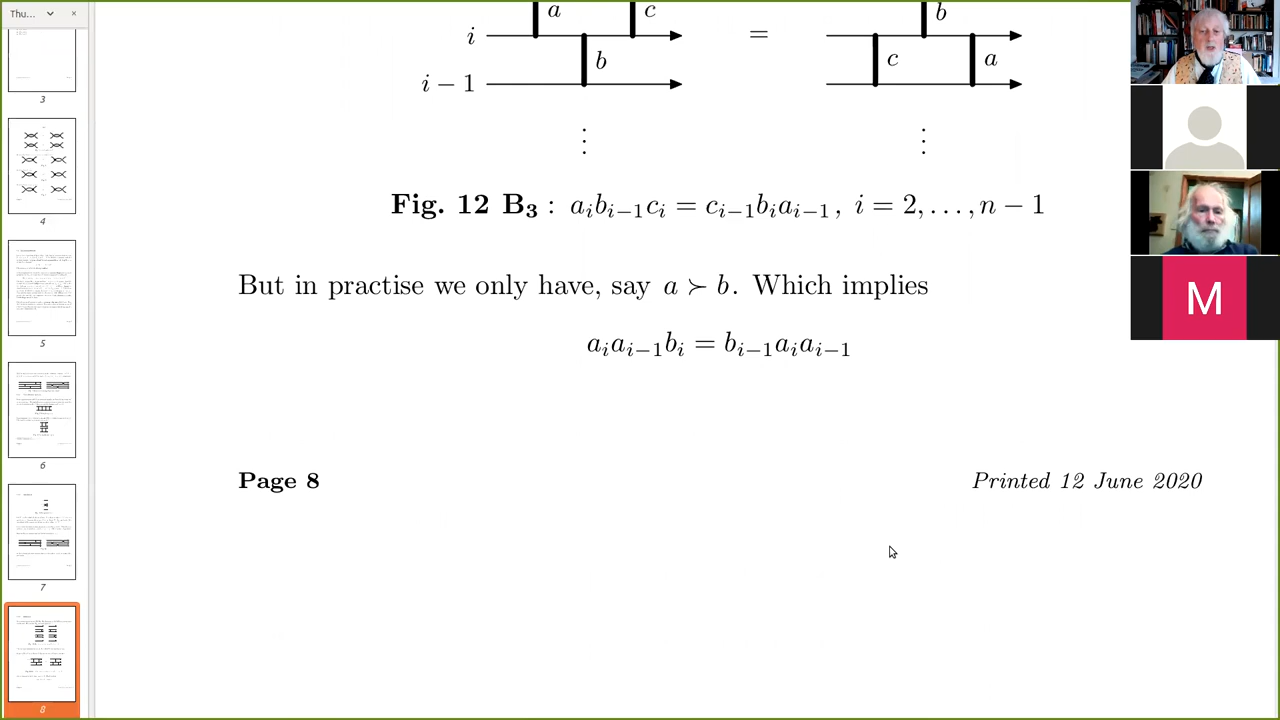 Thu...
3
4
5
6
7
8
a c b
i =
b c a
i − 1
Fig. 12 B₃ : aᵢbᵢ₋₁cᵢ = cᵢ₋₁bᵢaᵢ₋₁ , i = 2, . . . , n − 1
But in practise we only have, say a ≻ b. Which implies
aᵢaᵢ₋₁bᵢ = bᵢ₋₁aᵢaᵢ₋₁
Page 8 Printed 12 June 2020
M